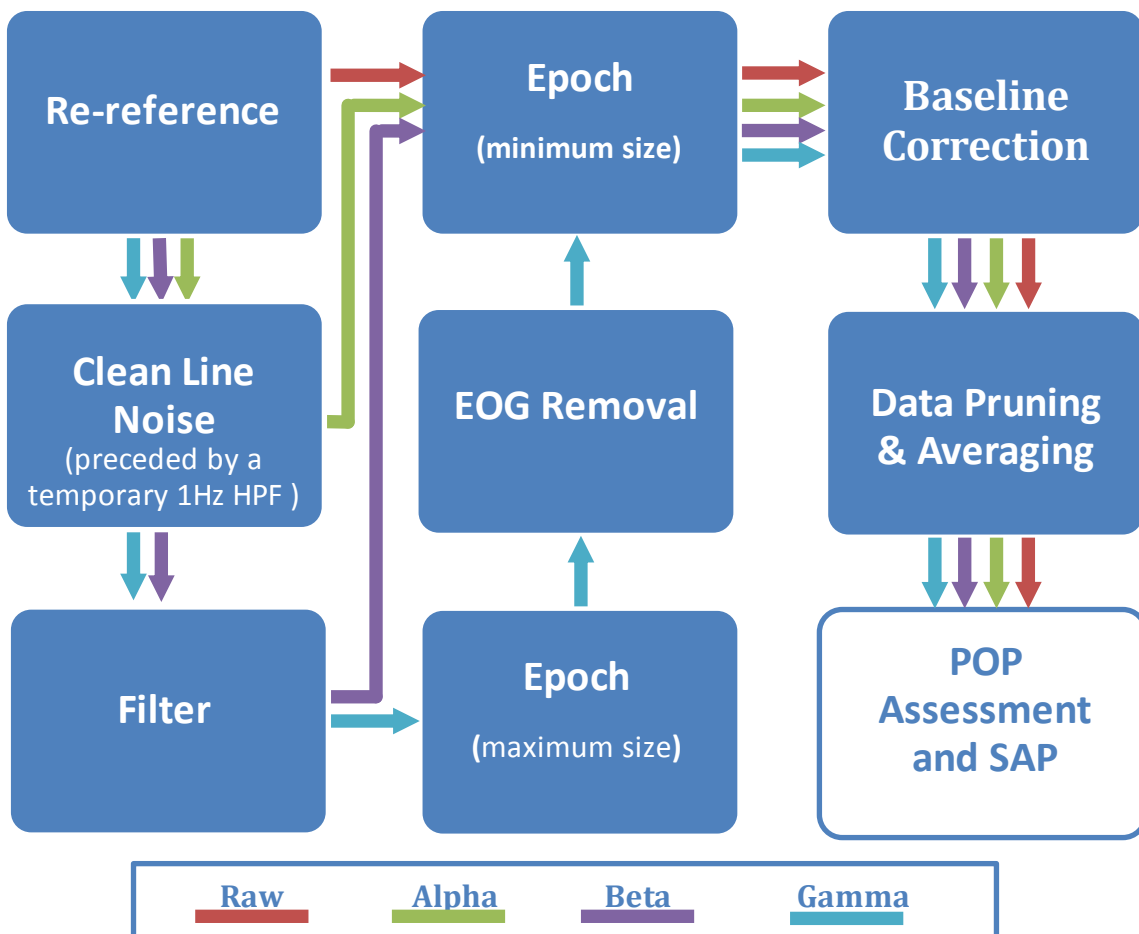 Re-reference
Epoch
(minimum size)
Baseline
Correction
Clean Line
Noise
(preceded by a
temporary 1Hz HPF )
EOG Removal
Data Pruning
& Averaging
Filter
Epoch
(maximum size)
POP
Assessment
and SAP
Raw
Alpha
Beta
Gamma